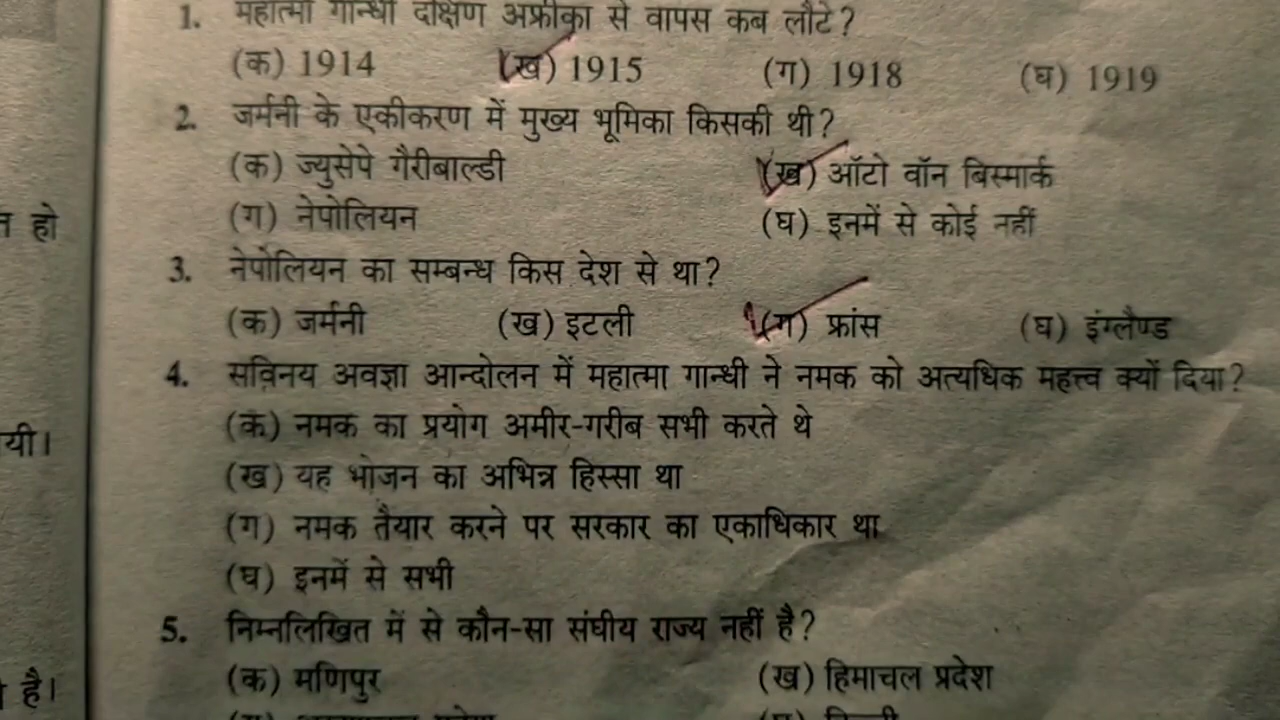 1. महात्मा गान्धी दक्षिण अफ्रीका से वापस कब लौटे?
(क) 1914 (ख) 1915 (ग) 1918 (घ) 1919
2. जर्मनी के एकीकरण में मुख्य भूमिका किसकी थी?
(क) ज्युसेपे गैरीबाल्डी (ख) ऑटो वॉन बिस्मार्क
(ग) नेपोलियन (घ) इनमें से कोई नहीं
त हो
3. नेपोलियन का सम्बन्ध किस देश से था?
(क) जर्मनी (ख) इटली (ग) फ्रांस (घ) इंग्लैण्ड
4. सविनय अवज्ञा आन्दोलन में महात्मा गान्धी ने नमक को अत्यधिक महत्त्व क्यों दिया?
(क) नमक का प्रयोग अमीर-गरीब सभी करते थे
यी।
(ख) यह भोजन का अभिन्न हिस्सा था
(ग) नमक तैयार करने पर सरकार का एकाधिकार था
(घ) इनमें से सभी
5. निम्नलिखित में से कौन-सा संघीय राज्य नहीं है?
(क) मणिपुर (ख) हिमाचल प्रदेश
है।